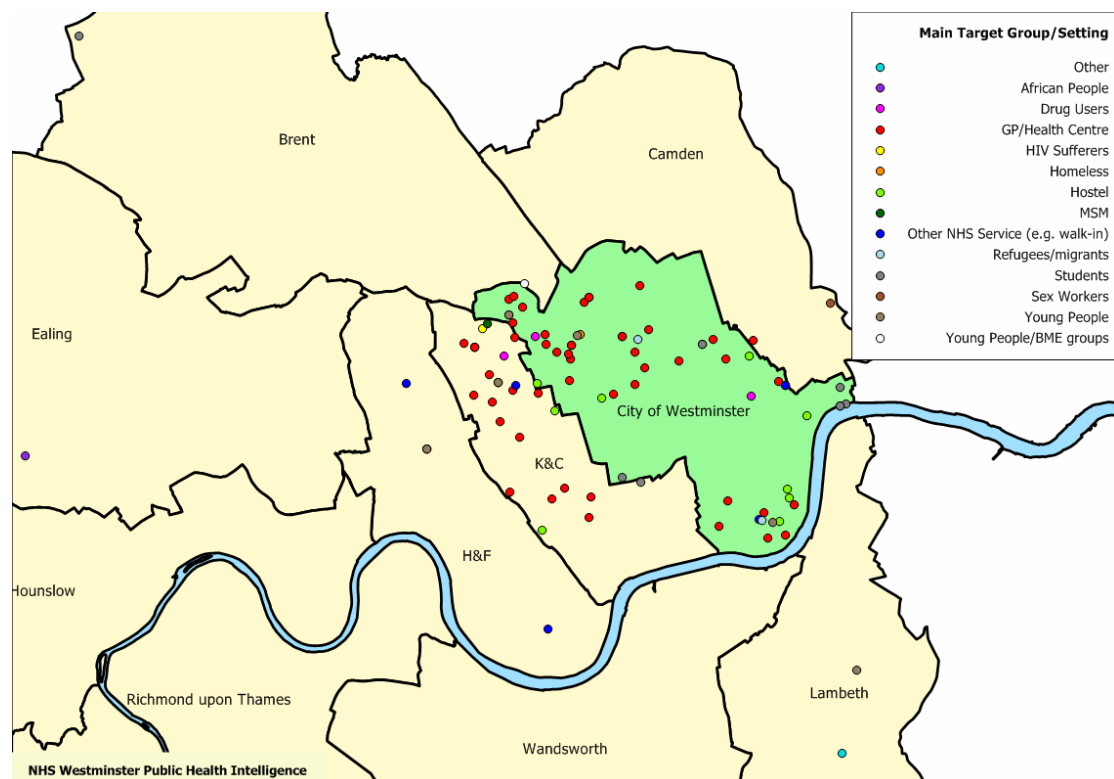 Main Target Group/Setting
Other
African People
Drug Users
GP/Health Centre
HIV Sufferers
Homeless
Hostel
MSM
Other NHS Service (e.g. walk-in)
Refugees/migrants
Students
Sex Workers
Young People
Young People/BME groups
Brent
Camden
Ealing
City of Westminster
K&C
H&F
Hounslow
Richmond upon Thames
Lambeth
Wandsworth
NHS Westminster Public Health Intelligence